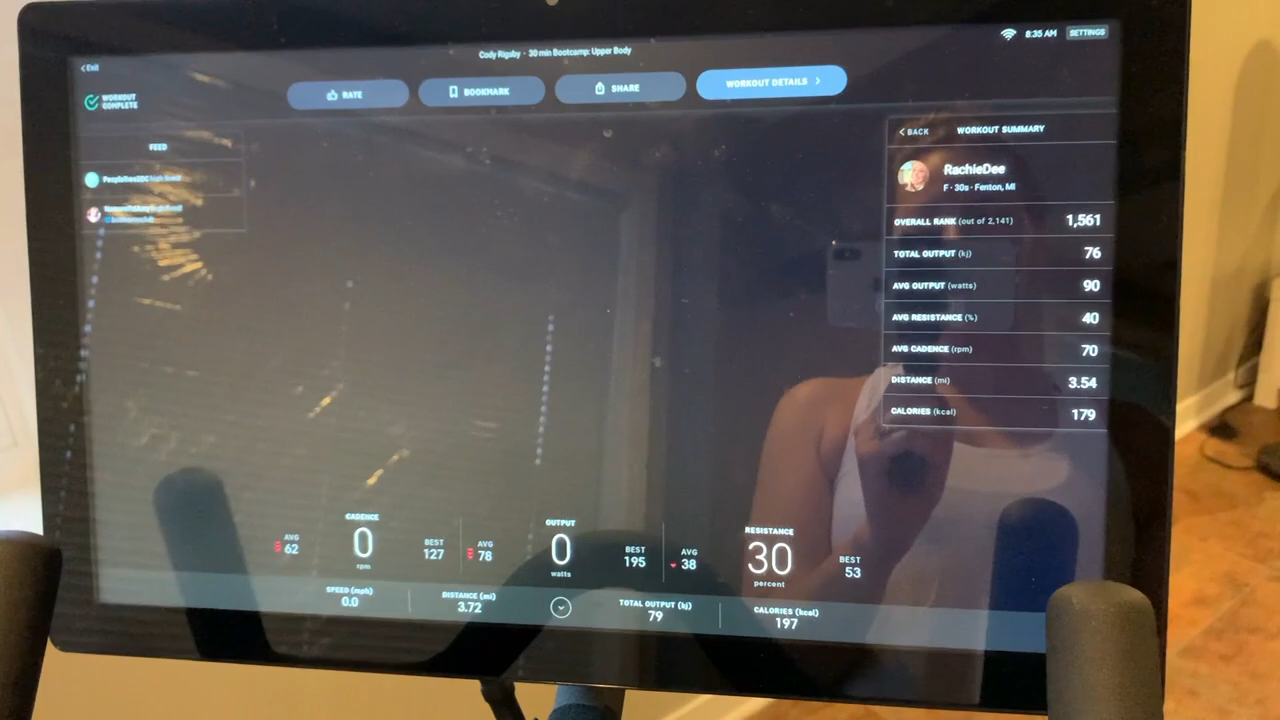 Cody Rigsby · 30 min Bootcamp: Upper Body
8:35 AM SETTINGS
< Exit
WORKOUT
COMPLETE
RATE BOOKMARK SHARE WORKOUT DETAILS >
FEED
< BACK WORKOUT SUMMARY
RachieDee
F · 30s · Fenton, MI
OVERALL RANK (out of 2,141) 1,561
TOTAL OUTPUT (kj) 76
AVG OUTPUT (watts) 90
AVG RESISTANCE (%) 40
AVG CADENCE (rpm) 70
DISTANCE (mi) 3.54
CALORIES (kcal) 179
CADENCE
AVG 62
0
rpm
BEST 127
OUTPUT
AVG 78
0
watts
BEST 195
RESISTANCE
AVG 38
30
percent
BEST 53
SPEED (mph)
0.0
DISTANCE (mi)
3.72
TOTAL OUTPUT (kj)
79
CALORIES (kcal)
197